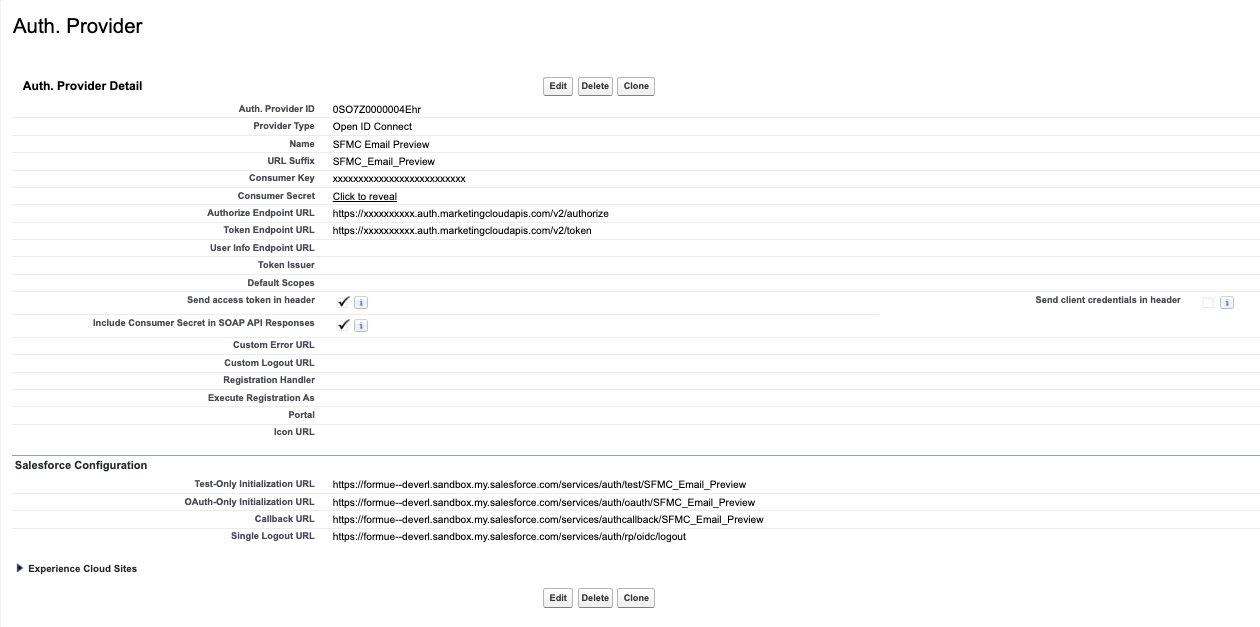 Auth. Provider
Auth. Provider Detail
Edit Delete Clone
Auth. Provider ID 0SO7Z0000004Ehr
Provider Type Open ID Connect
Name SFMC Email Preview
URL Suffix SFMC_Email_Preview
Consumer Key xxxxxxxxxxxxxxxxxxxxxxxxxx
Consumer Secret Click to reveal
Authorize Endpoint URL https://xxxxxxxxxx.auth.marketingcloudapis.com/v2/authorize
Token Endpoint URL https://xxxxxxxxxx.auth.marketingcloudapis.com/v2/token
User Info Endpoint URL
Token Issuer
Default Scopes
Send access token in header i Send client credentials in header i
Include Consumer Secret in SOAP API Responses i
Custom Error URL
Custom Logout URL
Registration Handler
Execute Registration As
Portal
Icon URL
Salesforce Configuration
Test-Only Initialization URL https://formue--deverl.sandbox.my.salesforce.com/services/auth/test/SFMC_Email_Preview
OAuth-Only Initialization URL https://formue--deverl.sandbox.my.salesforce.com/services/auth/oauth/SFMC_Email_Preview
Callback URL https://formue--deverl.sandbox.my.salesforce.com/services/authcallback/SFMC_Email_Preview
Single Logout URL https://formue--deverl.sandbox.my.salesforce.com/services/auth/rp/oidc/logout
Experience Cloud Sites
Edit Delete Clone